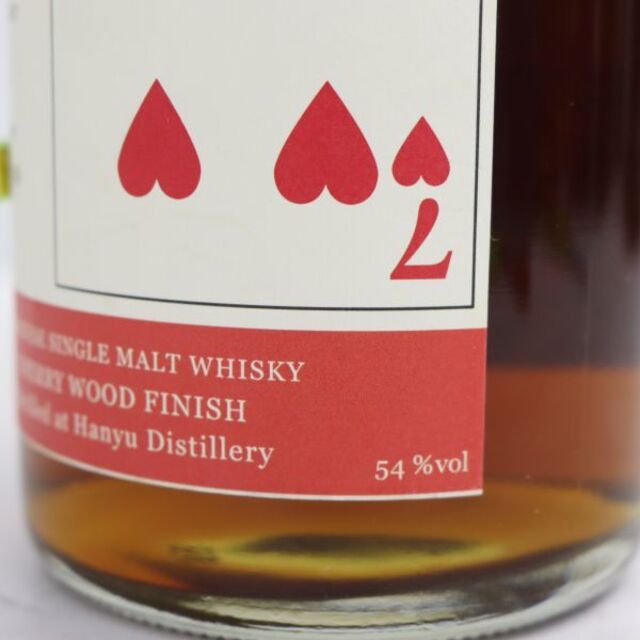 7
SINGLE MALT WHISKY
WOOD FINISH
at Hanyu Distillery
54 %vol